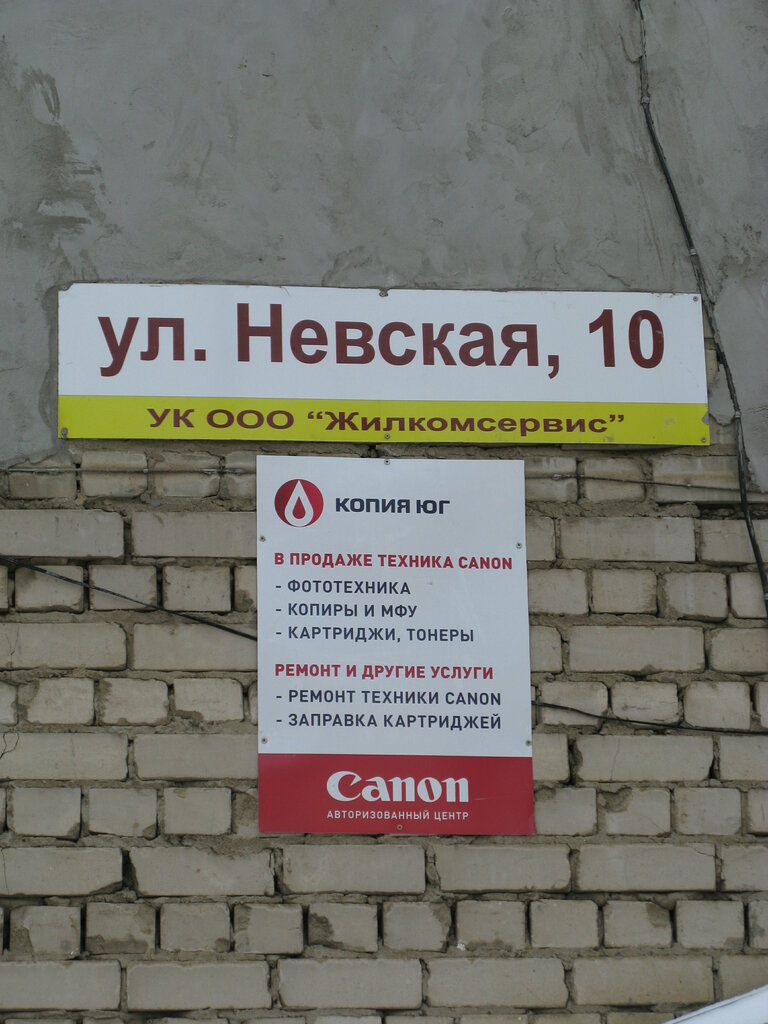 ул. Невская, 10
УК ООО “Жилкомсервис”
КОПИЯ ЮГ
В ПРОДАЖЕ ТЕХНИКА CANON
- ФОТОТЕХНИКА
- КОПИРЫ И МФУ
- КАРТРИДЖИ, ТОНЕРЫ
РЕМОНТ И ДРУГИЕ УСЛУГИ
- РЕМОНТ ТЕХНИКИ CANON
- ЗАПРАВКА КАРТРИДЖЕЙ
Canon
АВТОРИЗОВАННЫЙ ЦЕНТР